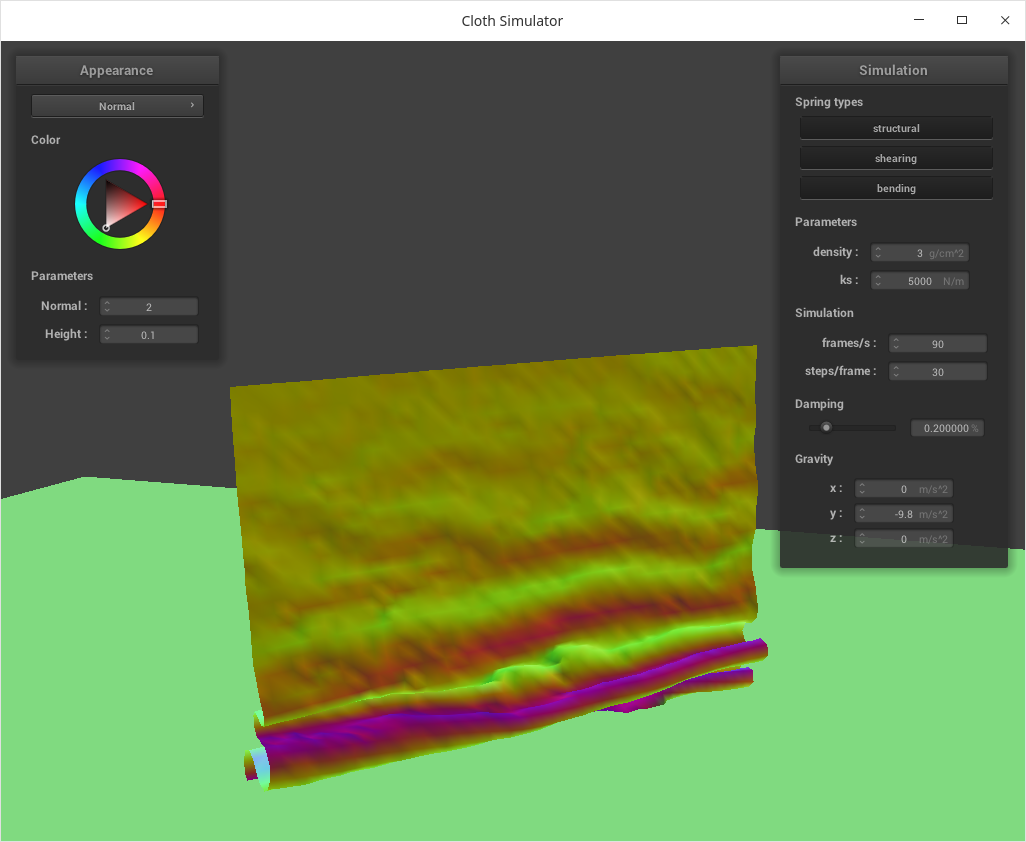 Cloth Simulator
Appearance
Normal
Color
Parameters
Normal : 2
Height : 0.1
Simulation
Spring types
structural
shearing
bending
Parameters
density : 3 g/cm^2
ks : 5000 N/m
Simulation
frames/s : 90
steps/frame : 30
Damping
0.200000 %
Gravity
x : 0 m/s^2
y : -9.8 m/s^2
z : 0 m/s^2